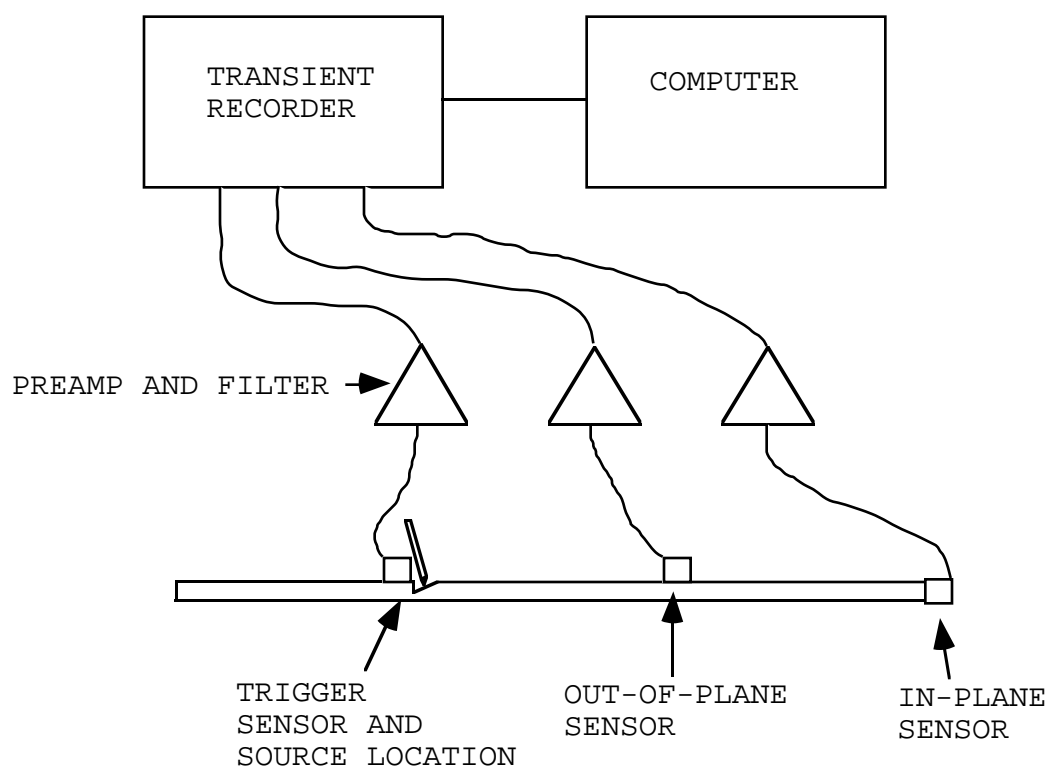 TRANSIENT
RECORDER
COMPUTER
PREAMP AND FILTER
TRIGGER
SENSOR AND
SOURCE LOCATION
OUT-OF-PLANE
SENSOR
IN-PLANE
SENSOR